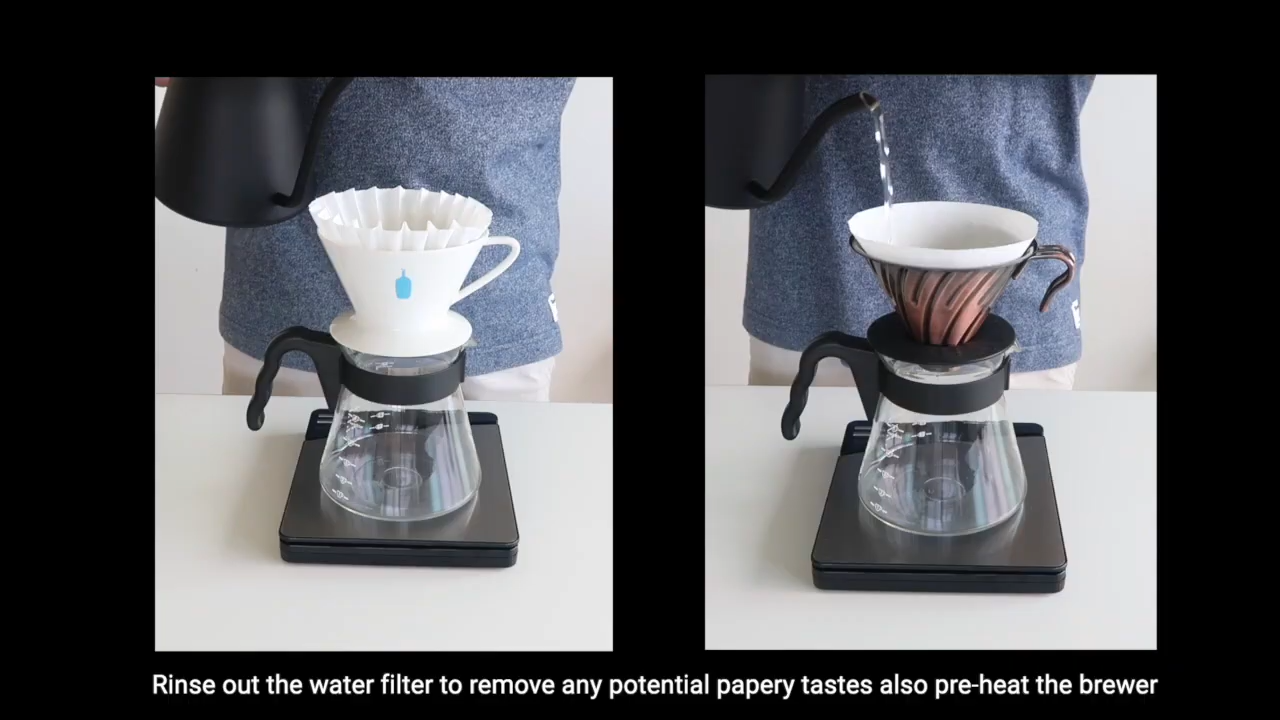 Rinse out the water filter to remove any potential papery tastes also pre-heat the brewer